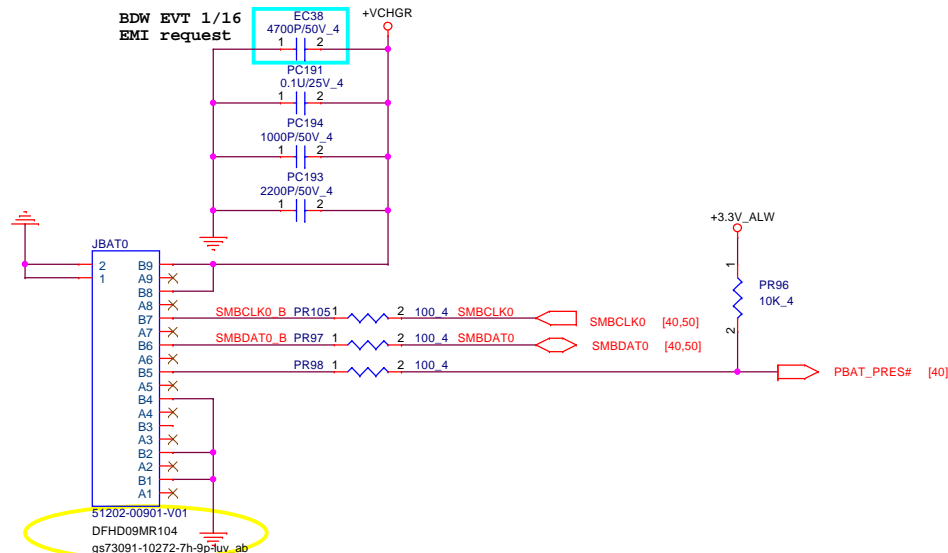 BDW EVT 1/16
EMI request
EC38
4700P/50V_4
1 2
+VCHGR
PC191
0.1U/25V_4
1 2
PC194
1000P/50V_4
1 2
PC193
2200P/50V_4
1 2
+3.3V_ALW
1
PR96
10K_4
2
JBAT0
2
1
B9
A9
B8
A8
B7
A7
B6
A6
B5
A5
B4
A4
B3
A3
B2
A2
B1
A1
SMBCLK0_B PR105 1 2 100_4 SMBCLK0
SMBCLK0 [40,50]
SMBDAT0_B PR97 1 2 100_4 SMBDAT0
SMBDAT0 [40,50]
PR98 1 2 100_4
PBAT_PRES# [40]
51202-00901-V01
DFHD09MR104
gs73091-10272-7h-9p-luv_ab